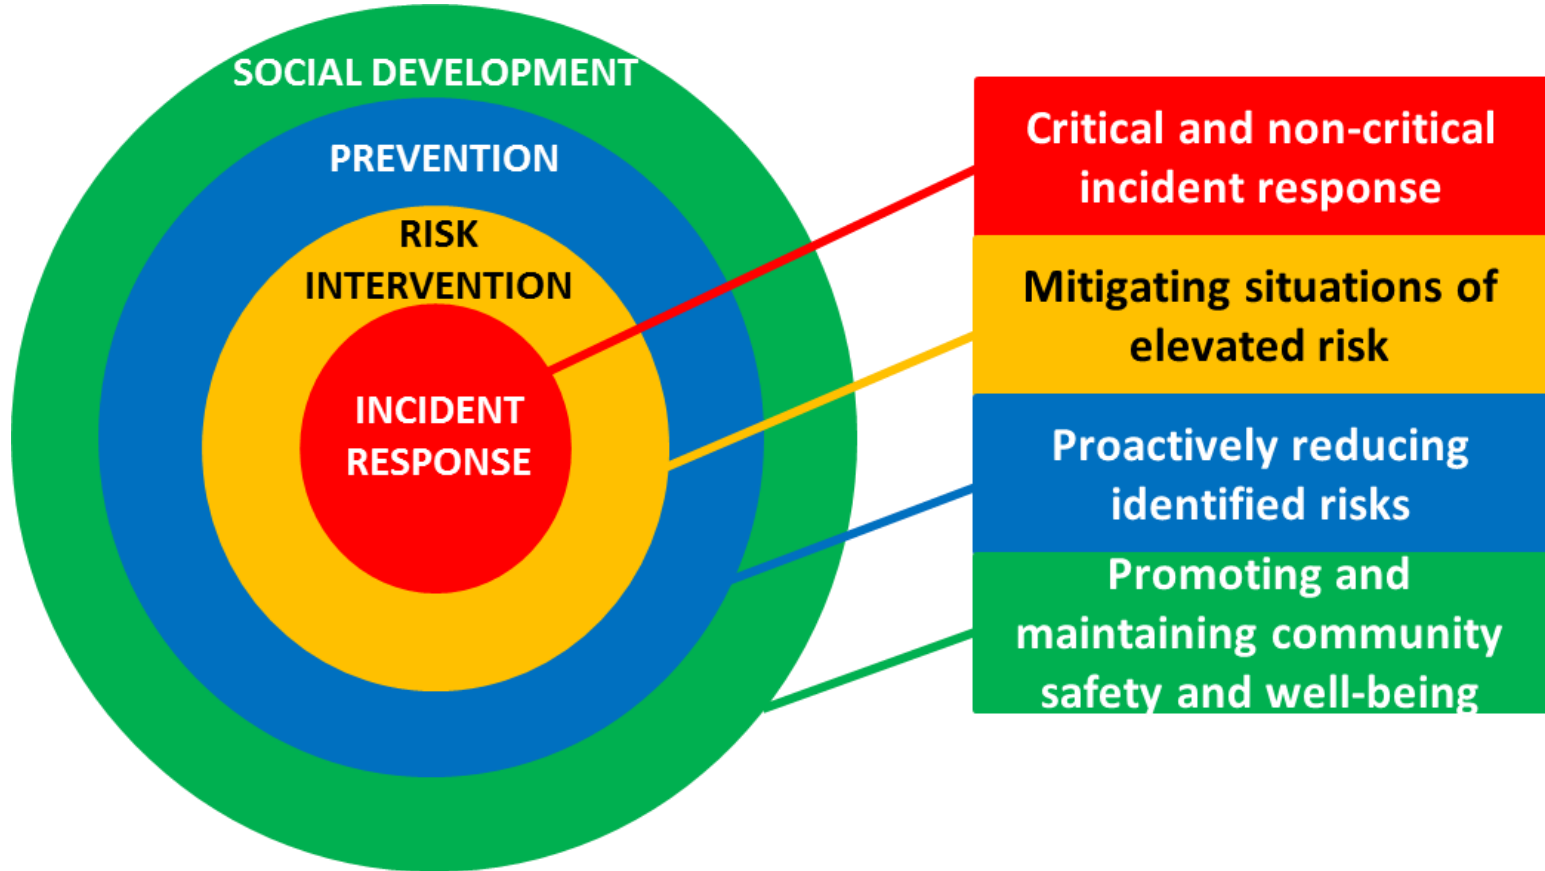 SOCIAL DEVELOPMENT
PREVENTION
RISK
INTERVENTION
INCIDENT
RESPONSE
Critical and non-critical
incident response
Mitigating situations of
elevated risk
Proactively reducing
identified risks
Promoting and
maintaining community
safety and well-being